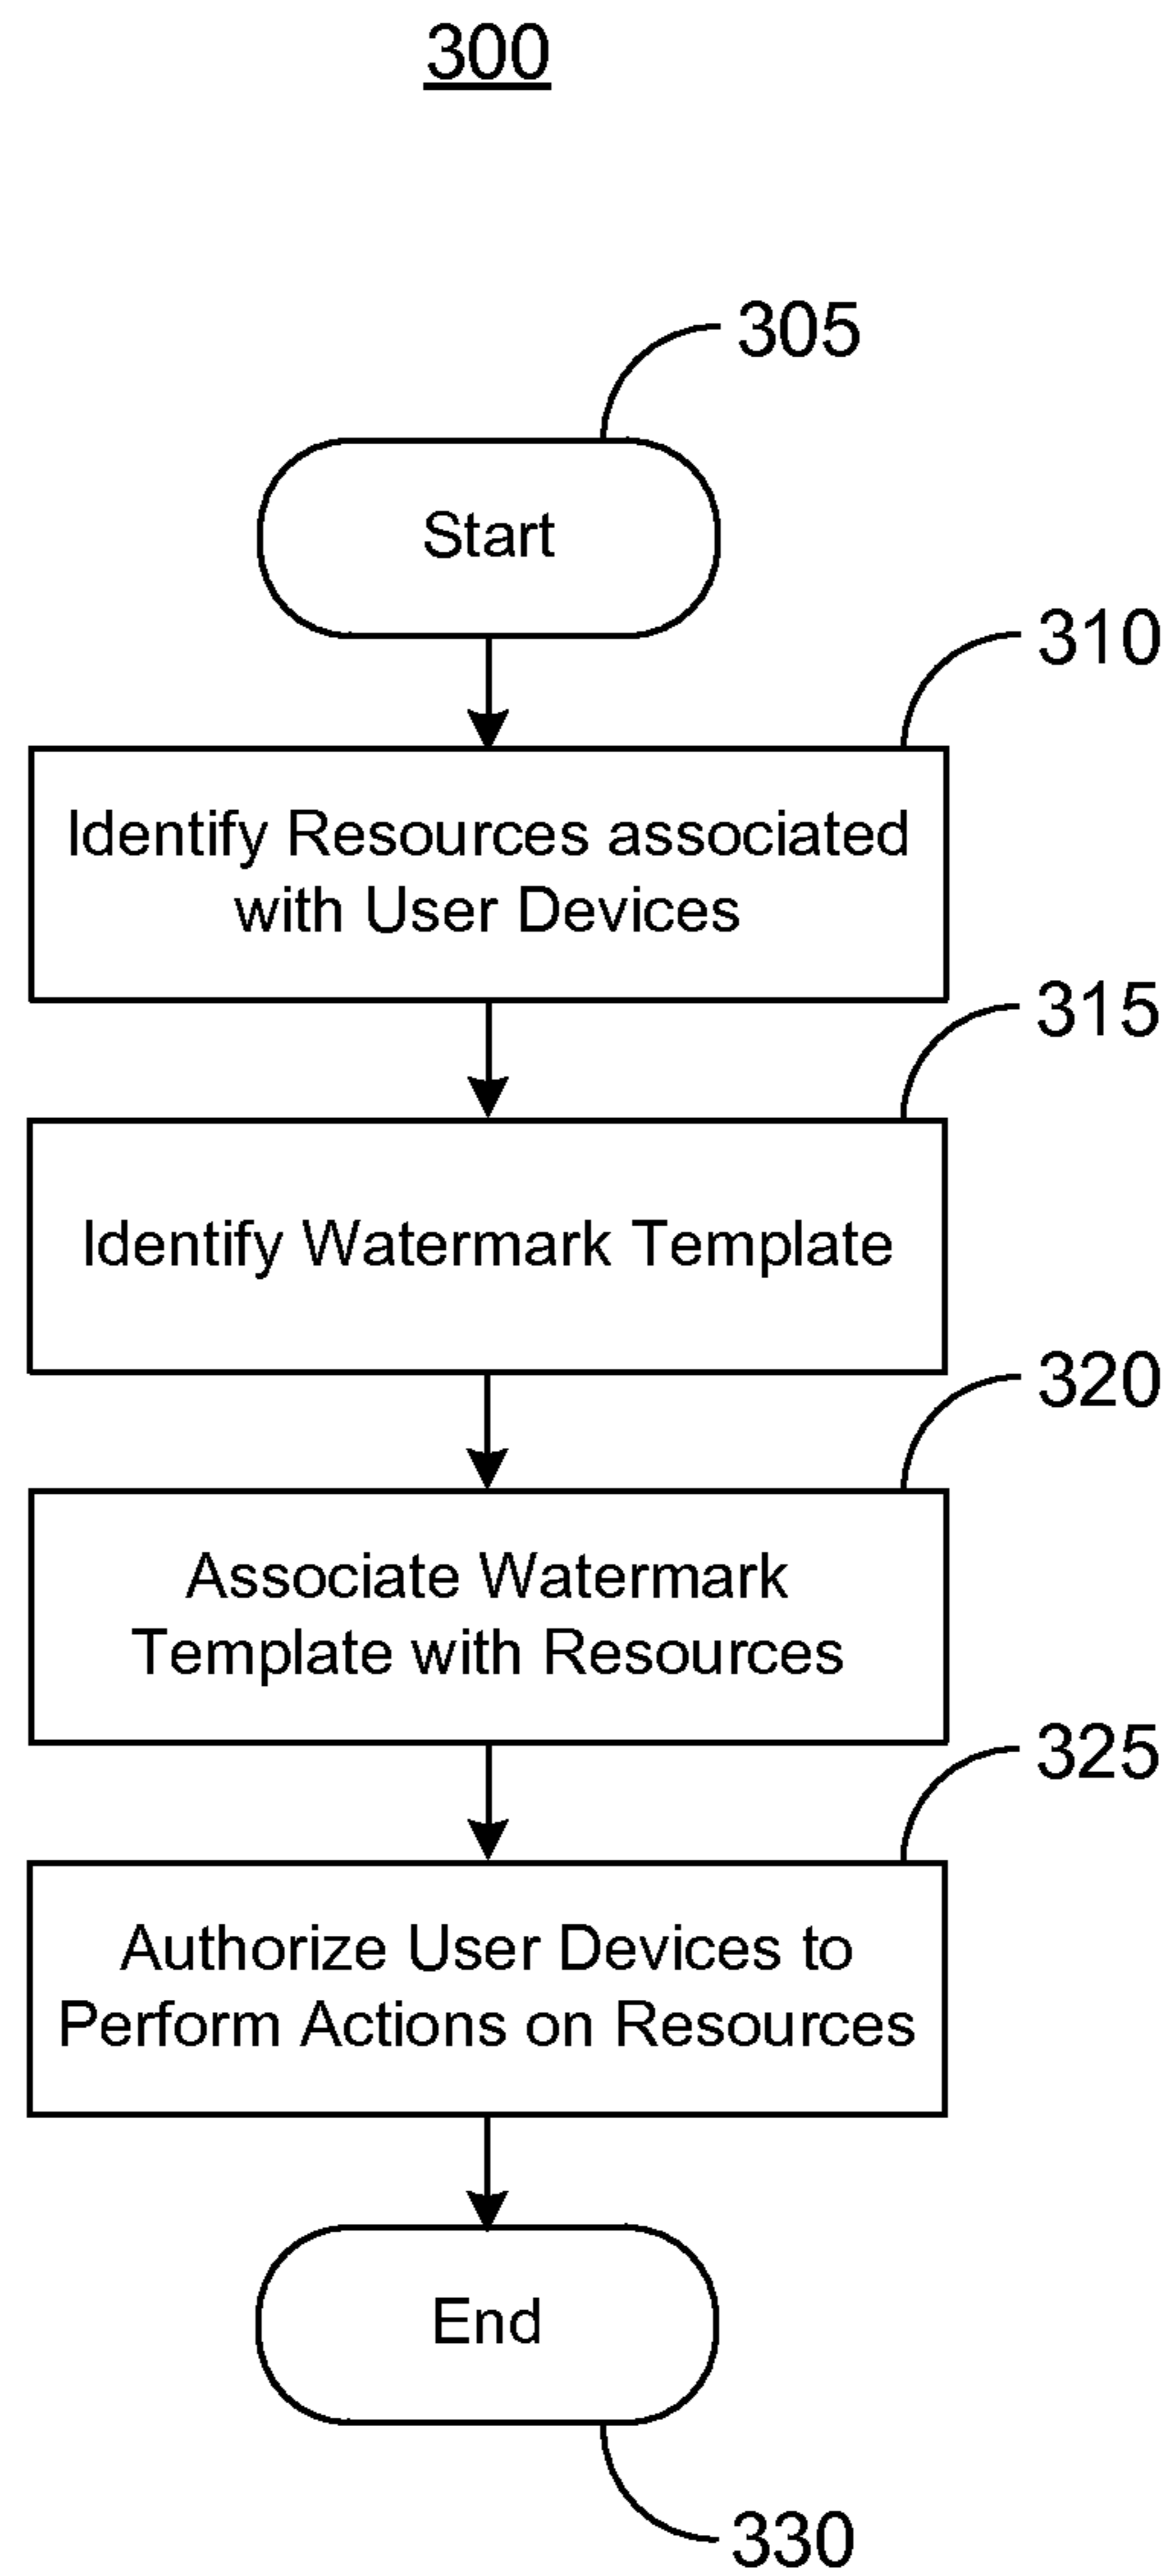 300
305
Start
310
Identify Resources associated
with User Devices
315
Identify Watermark Template
320
Associate Watermark
Template with Resources
325
Authorize User Devices to
Perform Actions on Resources
End
330